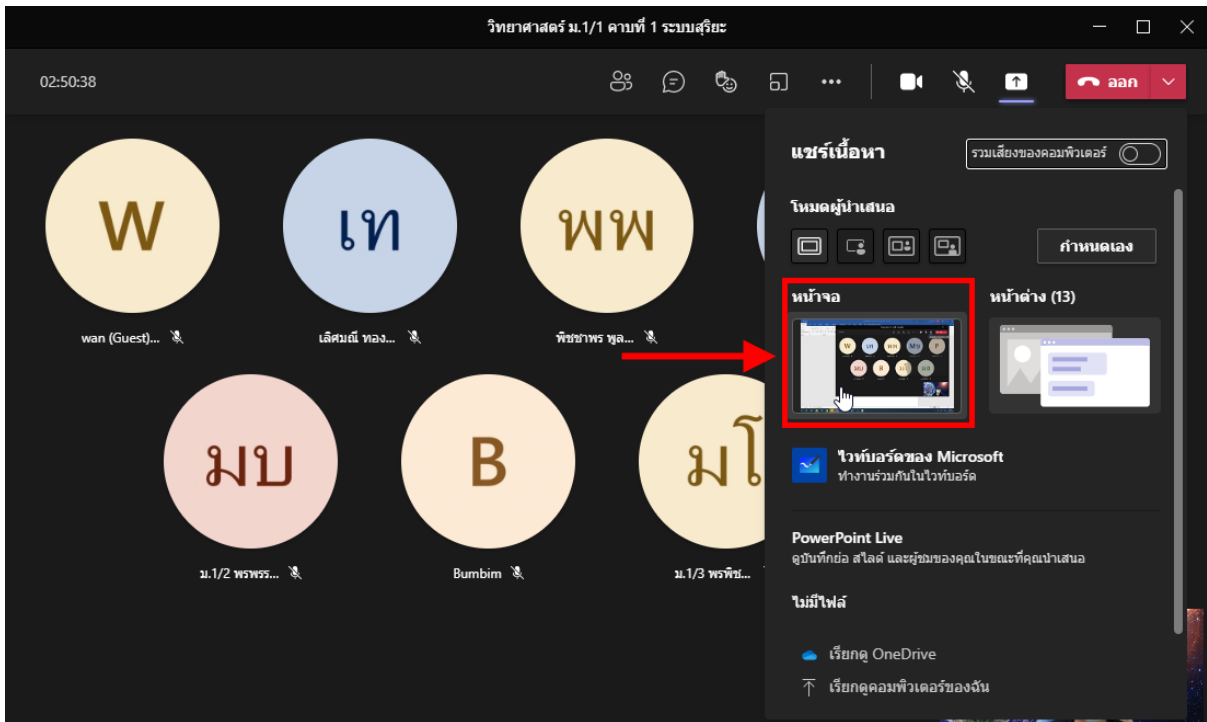 วิทยาศาสตร์ ม.1/1 คาบที่ 1 ระบบสุริยะ
02:50:38
ออก
แชร์เนื้อหา
รวมเสียงของคอมพิวเตอร์
โหมดผู้นำเสนอ
กำหนดเอง
หน้าจอ
หน้าต่าง (13)
W
เท
พพ
wan (Guest)...
เลิศมณี ทอง...
พิชชาพร พูล...
ไวท์บอร์ดของ Microsoft
ทำงานร่วมกันในไวท์บอร์ด
มบ
B
มโ
ม.1/2 พรพรร...
Bumbim
ม.1/3 พรพิช...
PowerPoint Live
ดูบันทึกย่อ สไลด์ และผู้ชมของคุณในขณะที่คุณนำเสนอ
ไม่มีไฟล์
เรียกดู OneDrive
เรียกดูคอมพิวเตอร์ของฉัน